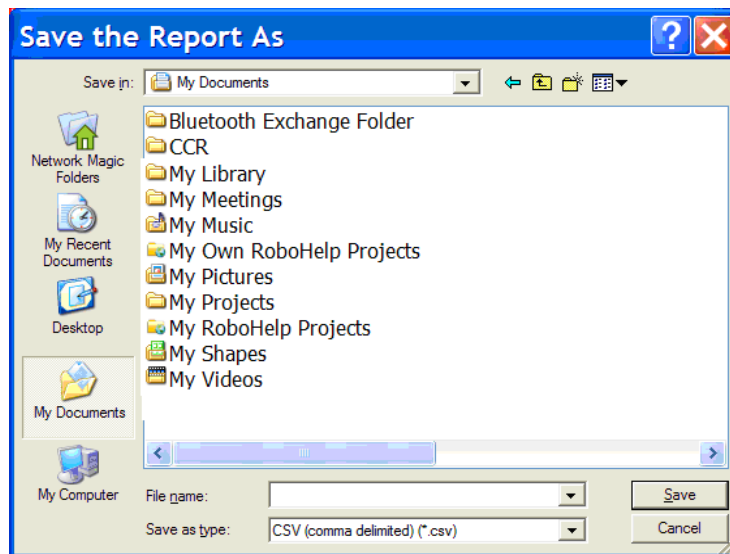 Save the Report As
Save in: My Documents
Network Magic
Folders
My Recent
Documents
Desktop
My Documents
My Computer
Bluetooth Exchange Folder
CCR
My Library
My Meetings
My Music
My Own RoboHelp Projects
My Pictures
My Projects
My RoboHelp Projects
My Shapes
My Videos
File name:
Save
Save as type: CSV (comma delimited) (*.csv)
Cancel